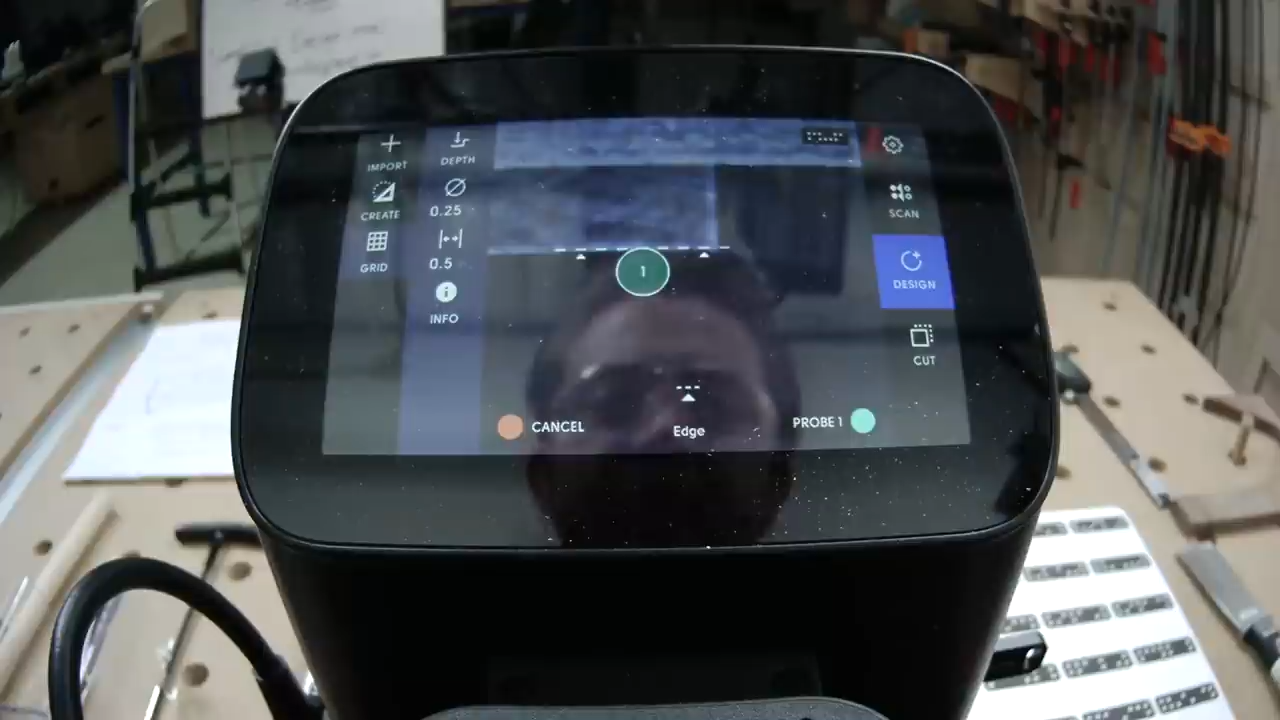 IMPORT
CREATE
GRID
DEPTH
0.25
0.5
INFO
1
SCAN
DESIGN
CUT
CANCEL
Edge
PROBE 1